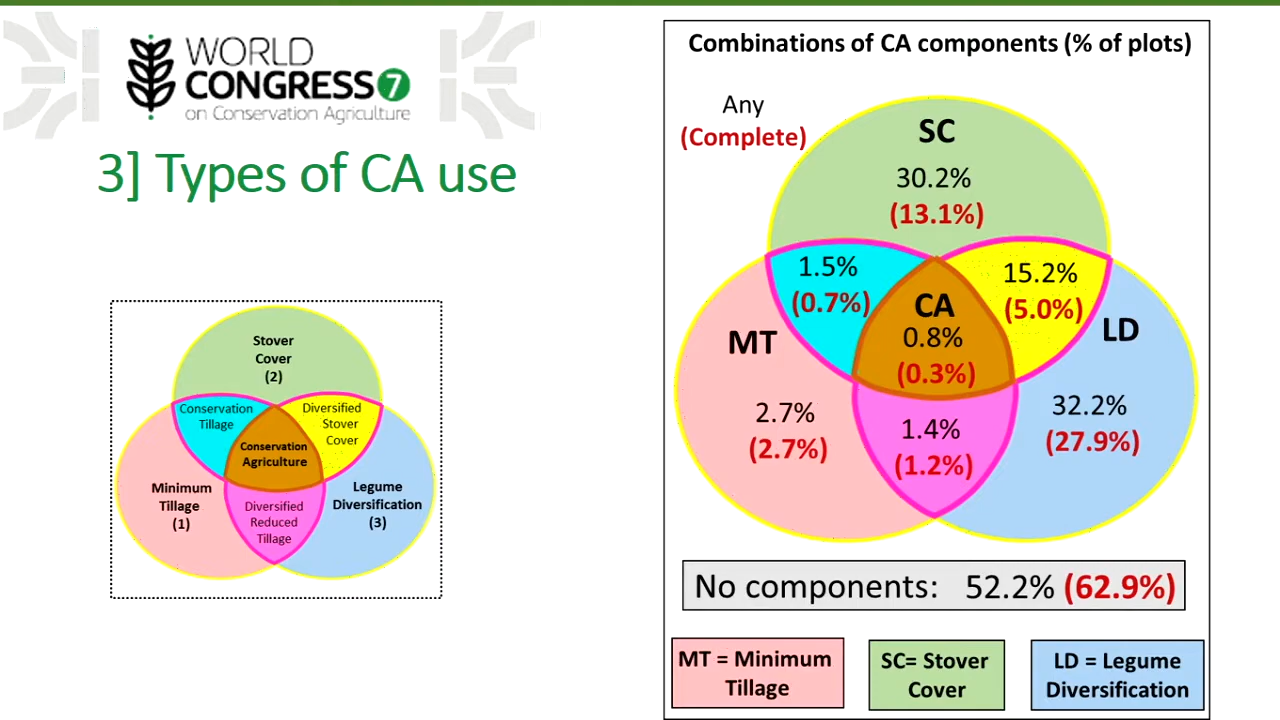 WORLD
CONGRESS 7
on Conservation Agriculture
3] Types of CA use
Stover
Cover
(2)
Conservation
Tillage
Diversified
Stover
Cover
Conservation
Agriculture
Minimum
Tillage
(1)
Legume
Diversification
(3)
Diversified
Reduced
Tillage
Combinations of CA components (% of plots)
Any
(Complete)
SC
30.2%
(13.1%)
1.5%
(0.7%)
15.2%
(5.0%)
CA
0.8%
(0.3%)
MT
LD
2.7%
(2.7%)
32.2%
(27.9%)
1.4%
(1.2%)
No components: 52.2% (62.9%)
MT = Minimum
Tillage
SC= Stover
Cover
LD = Legume
Diversification